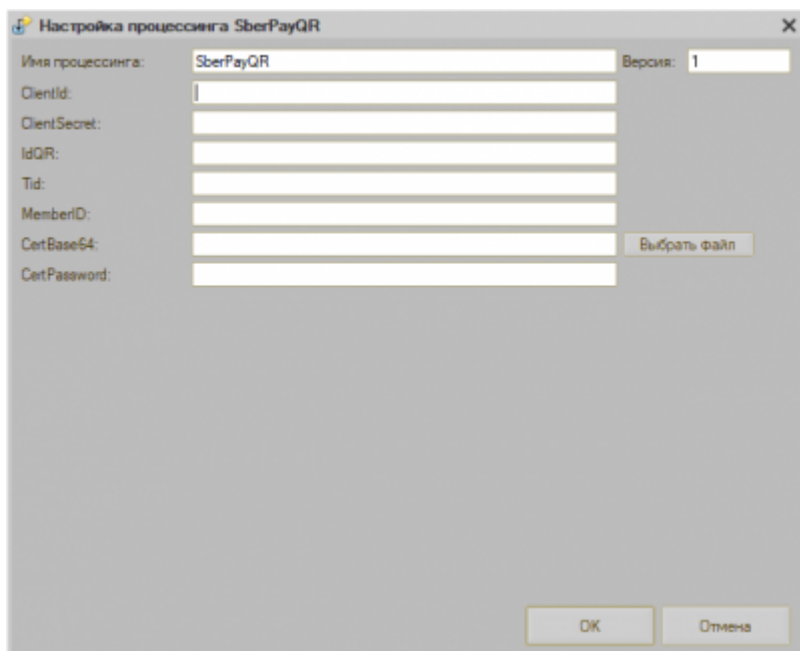 Настройка процессинга SberPayQR
Имя процессинга: SberPayQR Версия: 1
ClientId:
ClientSecret:
IdQR:
Tid:
MemberID:
CertBase64: Выбрать файл
CertPassword:
OK Отмена